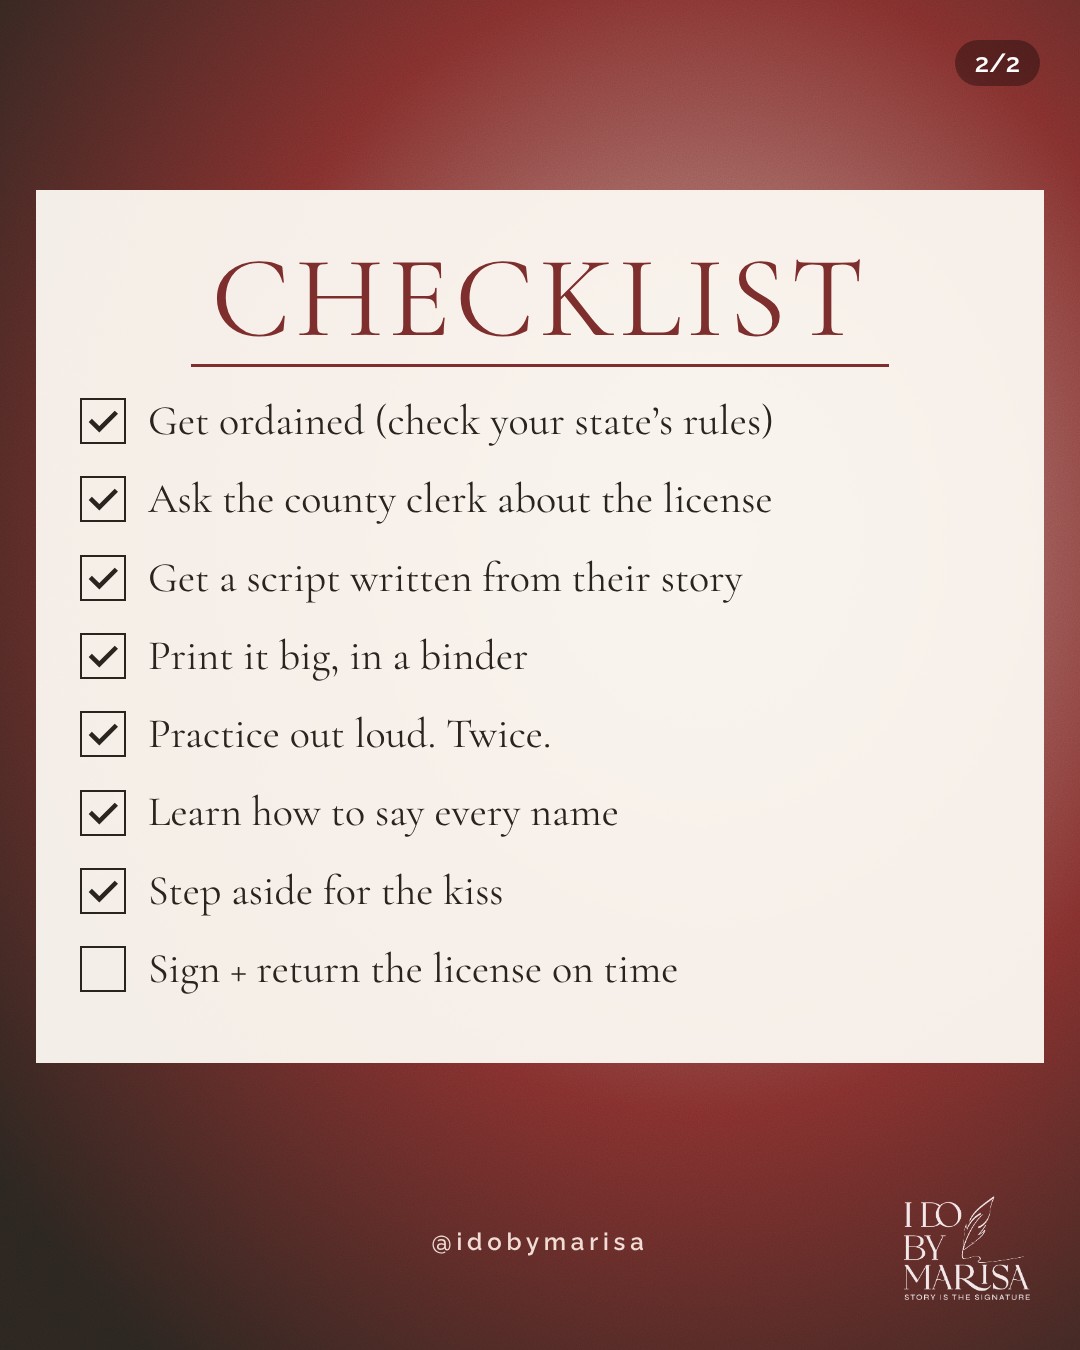 2/2
CHECKLIST
Get ordained (check your state’s rules)
Ask the county clerk about the license
Get a script written from their story
Print it big, in a binder
Practice out loud. Twice.
Learn how to say every name
Step aside for the kiss
Sign + return the license on time
@idobymarisa
I DO
BY
MARISA
STORY IS THE SIGNATURE